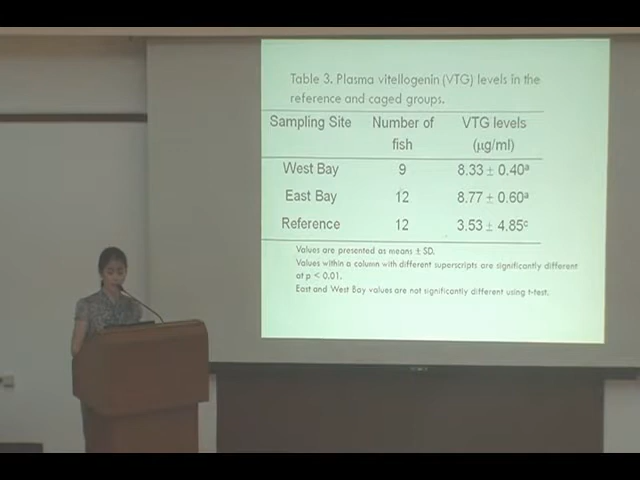 Table 3. Plasma vitellogenin (VTG) levels in the
reference and caged groups.
Sampling Site Number of fish VTG levels (µg/ml)
West Bay 9 8.33 ± 0.40ᵃ
East Bay 12 8.77 ± 0.60ᵃ
Reference 12 3.53 ± 4.85ᶜ
Values are presented as means ± SD.
Values within a column with different superscripts are significantly different
at p < 0.01.
East and West Bay values are not significantly different using t-test.